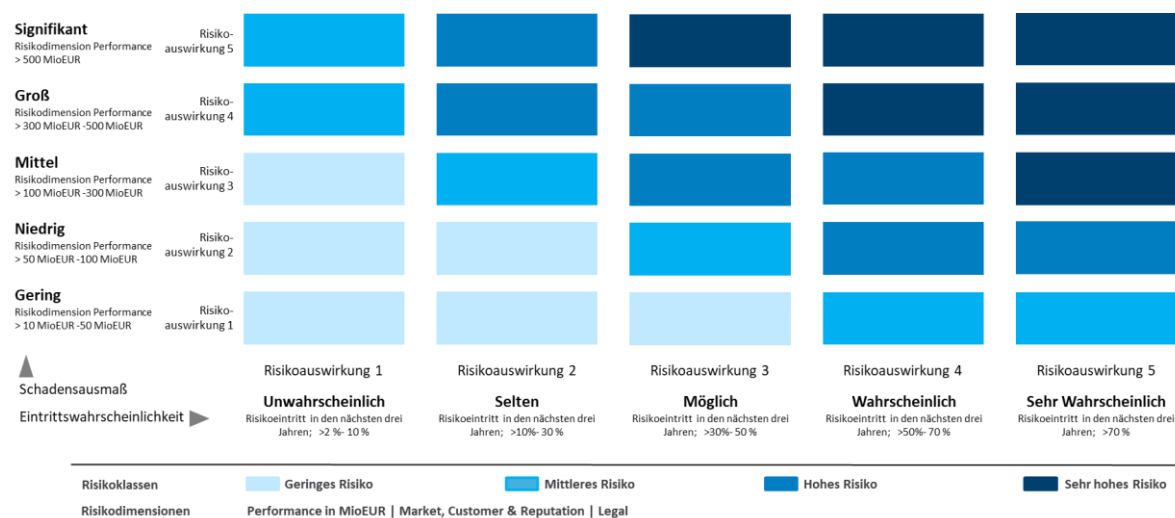 Signifikant
Risikodimension Performance
> 500 MioEUR
Risiko-
auswirkung 5
Groß
Risikodimension Performance
> 300 MioEUR -500 MioEUR
Risiko-
auswirkung 4
Mittel
Risikodimension Performance
> 100 MioEUR -300 MioEUR
Risiko-
auswirkung 3
Niedrig
Risikodimension Performance
> 50 MioEUR -100 MioEUR
Risiko-
auswirkung 2
Gering
Risikodimension Performance
> 10 MioEUR -50 MioEUR
Risiko-
auswirkung 1
Schadensausmaß
Eintrittswahrscheinlichkeit
Risikoauswirkung 1
Unwahrscheinlich
Risikoeintritt in den nächsten drei
Jahren; >2 %- 10 %
Risikoauswirkung 2
Selten
Risikoeintritt in den nächsten drei
Jahren; >10%- 30 %
Risikoauswirkung 3
Möglich
Risikoeintritt in den nächsten drei
Jahren; >30%- 50 %
Risikoauswirkung 4
Wahrscheinlich
Risikoeintritt in den nächsten drei
Jahren; >50%- 70 %
Risikoauswirkung 5
Sehr Wahrscheinlich
Risikoeintritt in den nächsten drei
Jahren; >70%
Risikoklassen Geringes Risiko Mittleres Risiko Hohes Risiko Sehr hohes Risiko
Risikodimensionen Performance in MioEUR | Market, Customer & Reputation | Legal